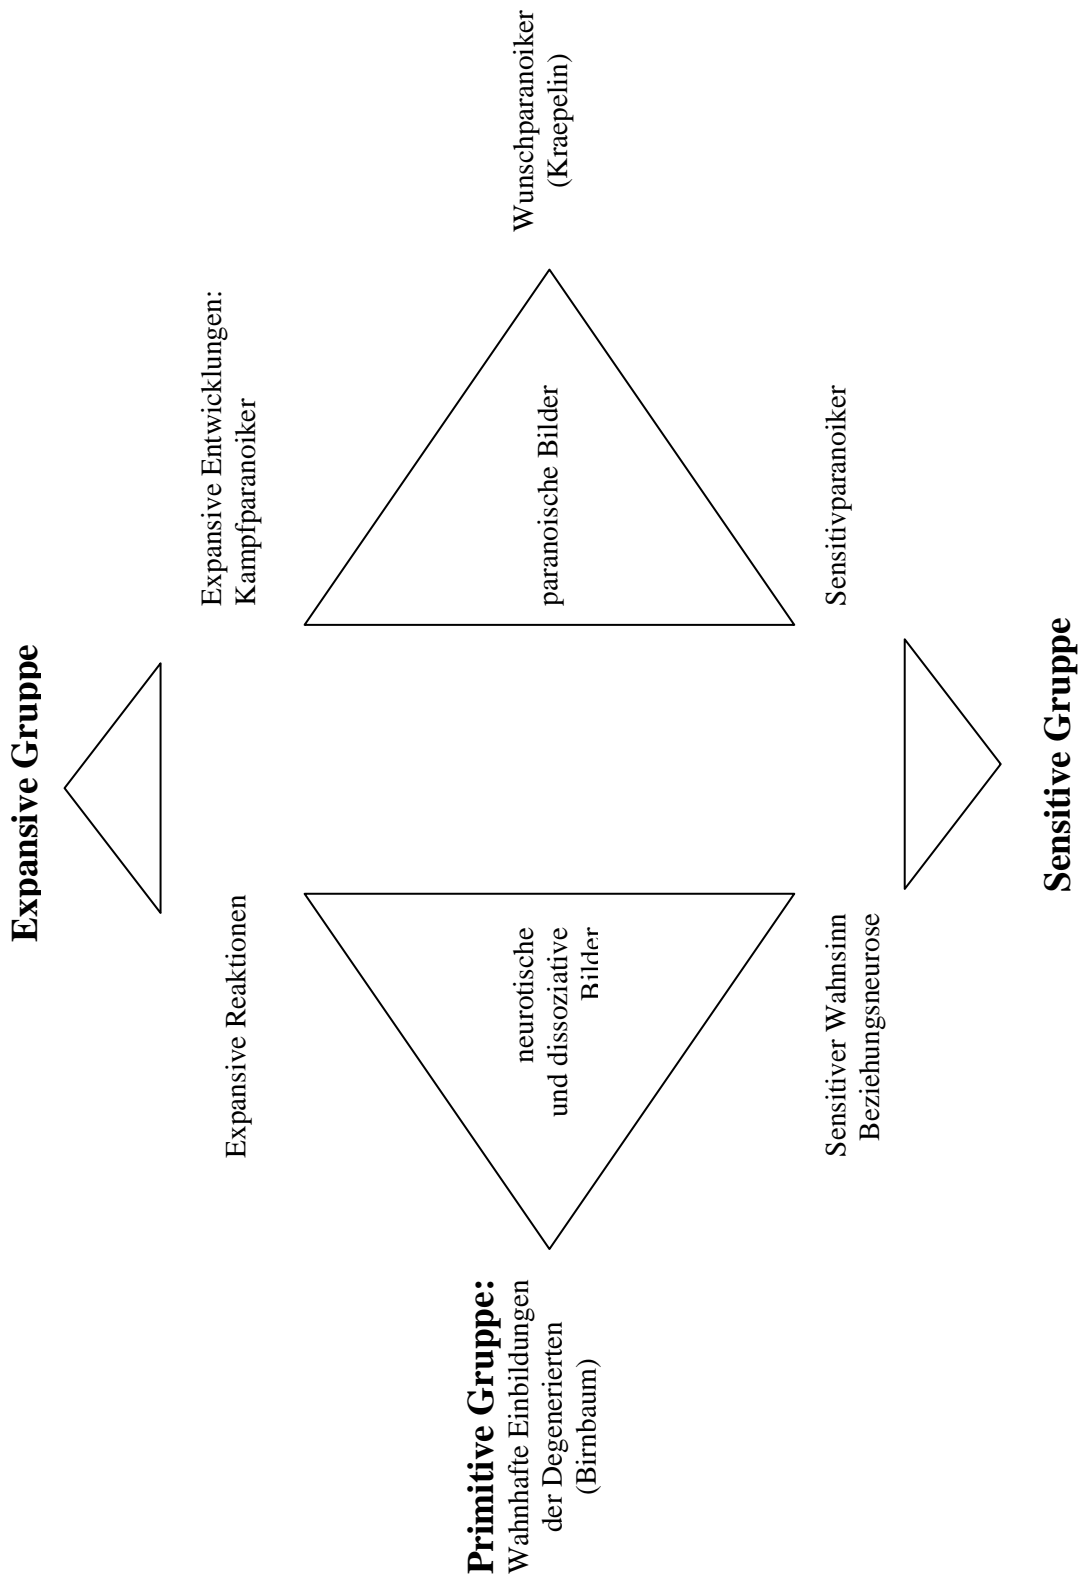 Expansive Gruppe
Expansive Reaktionen
Expansive Entwicklungen:
Kampfparanoiker
Primitive Gruppe:
Wahnhafte Einbildungen
der Degenerierten
(Birnbaum)
neurotische
und dissoziative
Bilder
paranoische Bilder
Wunschparanoiker
(Kraepelin)
Sensitiver Wahnsinn
Beziehungsneurose
Sensitivparanoiker
Sensitive Gruppe